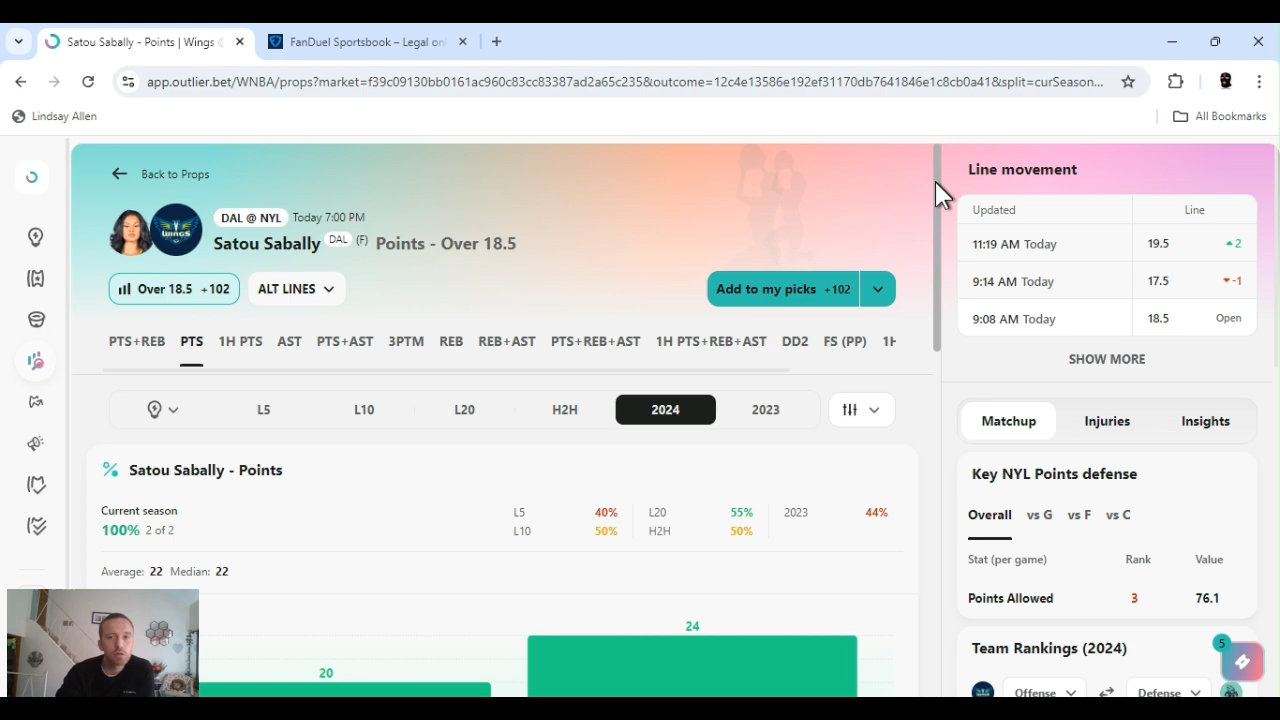 Satou Sabally - Points | Wings
FanDuel Sportsbook – Legal on
app.outlier.bet/WNBA/props?market=f39c09130bb0161ac960c83cc83387ad2a65c235&outcome=12c4e13586e192ef31170db7641846e1c8cb0a41&split=curSeason...
Lindsay Allen
All Bookmarks
Back to Props
DAL @ NYL Today 7:00 PM
Satou Sabally DAL (F) Points - Over 18.5
Over 18.5 +102
ALT LINES
Add to my picks +102
PTS+REB PTS 1H PTS AST PTS+AST 3PTM REB REB+AST PTS+REB+AST 1H PTS+REB+AST DD2 FS (PP) 1H
L5 L10 L20 H2H 2024 2023
Satou Sabally - Points
Current season
100% 2 of 2
L5 40% L20 55% 2023 44%
L10 50% H2H 50%
Average: 22 Median: 22
24
20
Line movement
Updated Line
11:19 AM Today 19.5 2
9:14 AM Today 17.5 -1
9:08 AM Today 18.5 Open
SHOW MORE
Matchup Injuries Insights
Key NYL Points defense
Overall vs G vs F vs C
Stat (per game) Rank Value
Points Allowed 3 76.1
Team Rankings (2024)
5
WINGS
Offense Defense